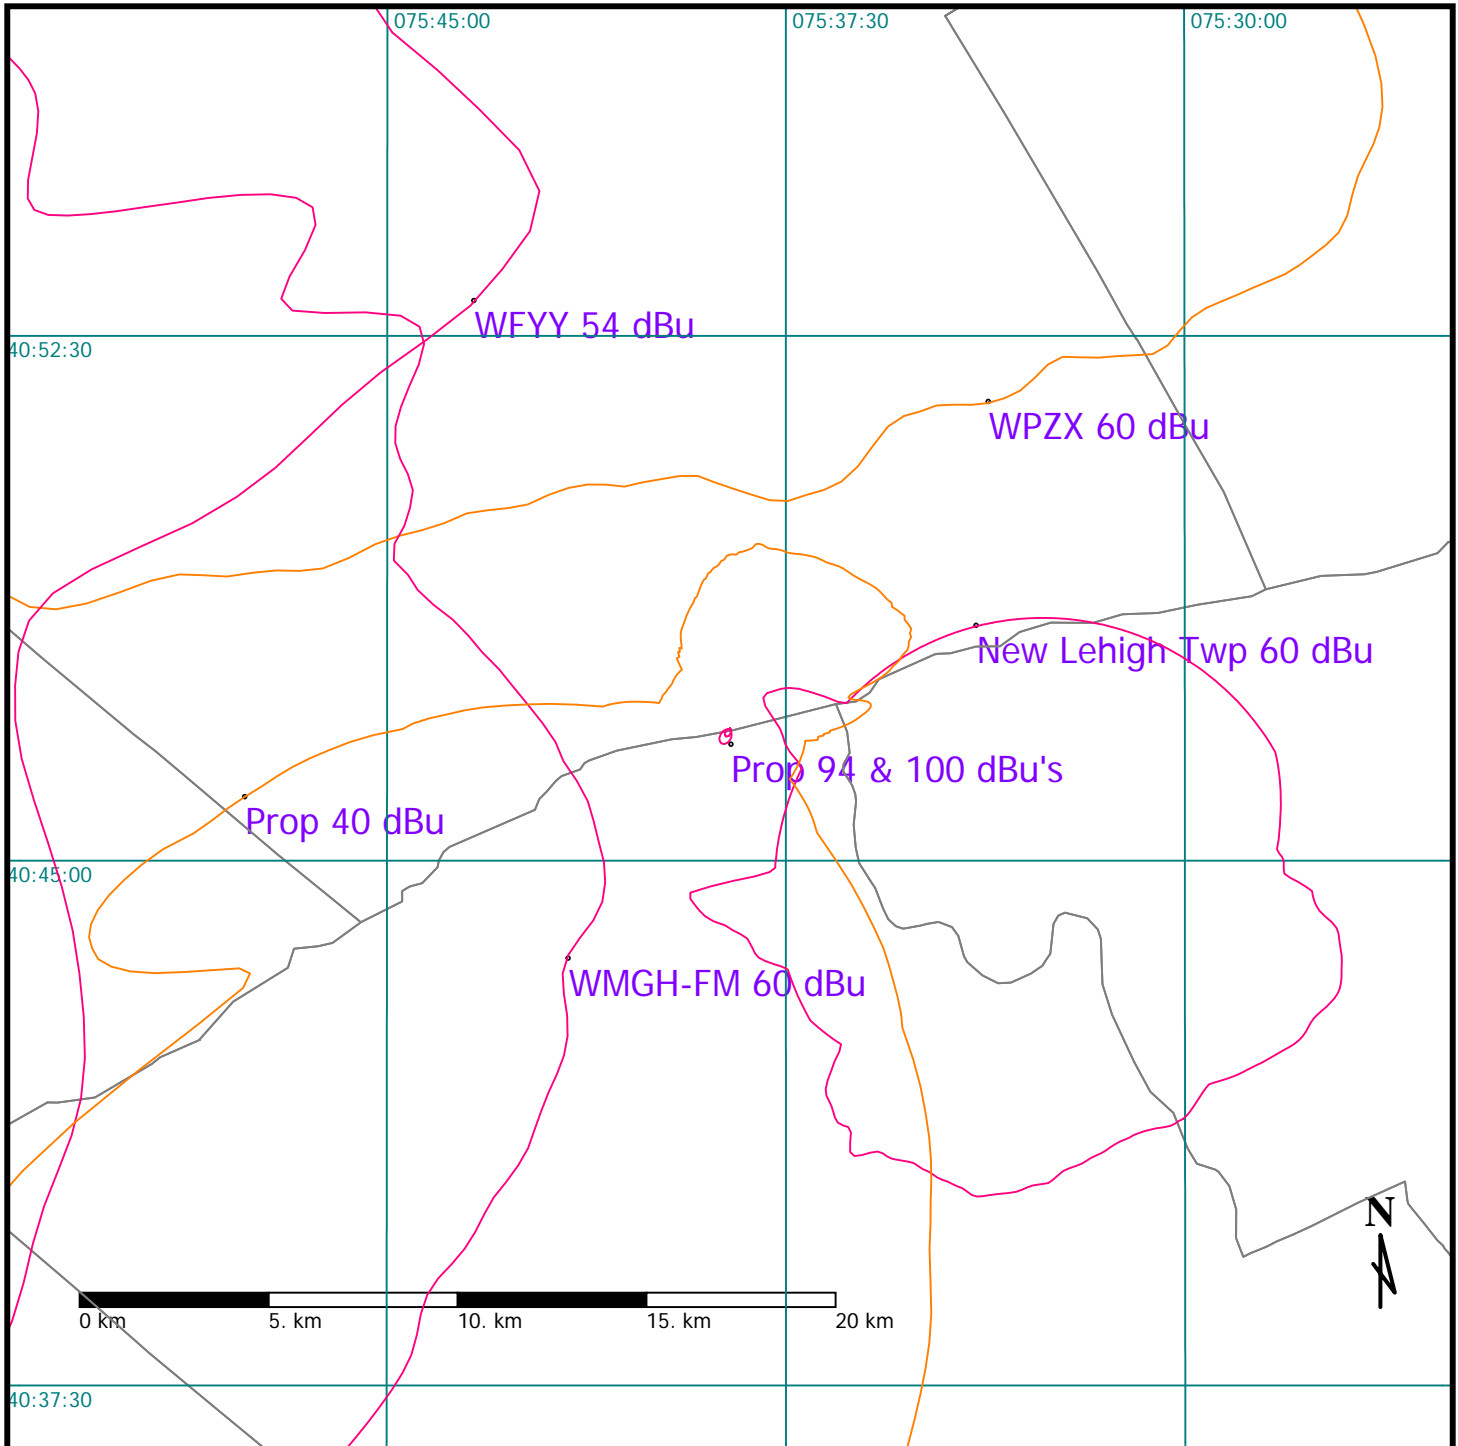 075:45:00
075:37:30
075:30:00
WFYY 54 dBu
40:52:30
WPZX 60 dBu
New Lehigh Twp 60 dBu
Prop 94 & 100 dBu's
Prop 40 dBu
40:45:00
WMGH-FM 60 dBu
N
0 km
5. km
10. km
15. km
20 km
40:37:30